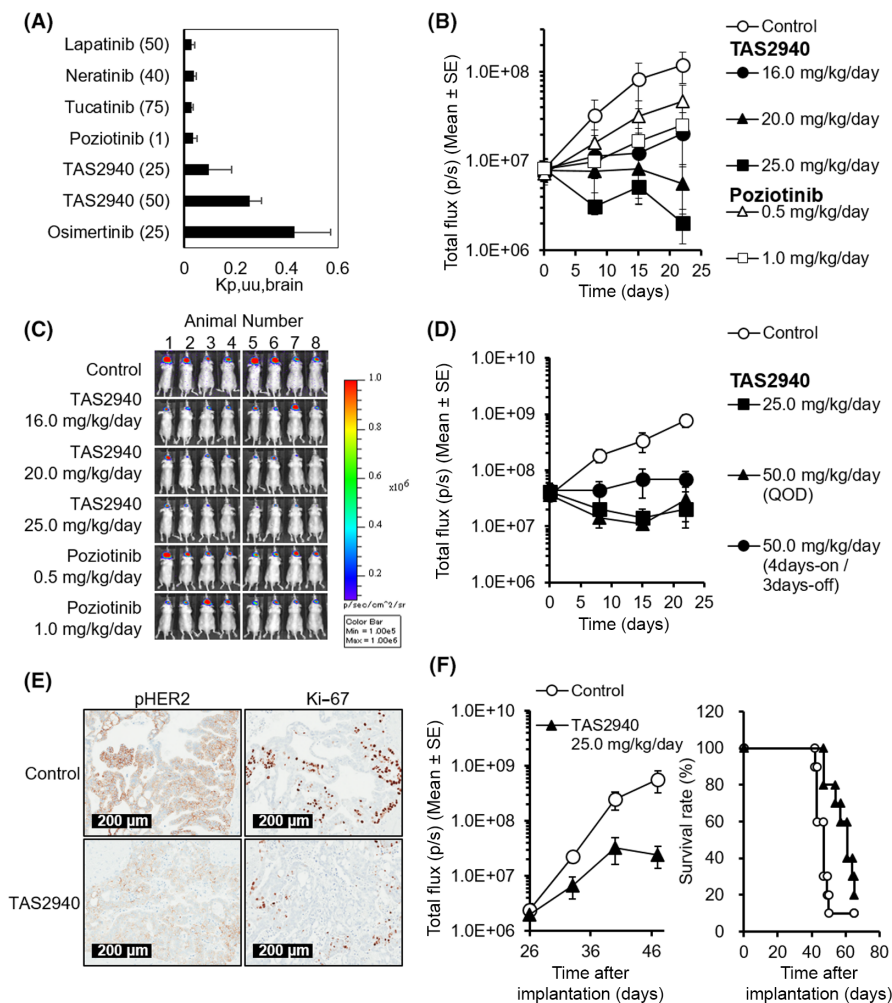 (A)
Lapatinib (50)
Neratinib (40)
Tucatinib (75)
Poziotinib (1)
TAS2940 (25)
TAS2940 (50)
Osimertinib (25)
0 0.2 0.4 0.6
Kp,uu,brain
(B)
Total flux (p/s) (Mean ± SE)
1.0E+08
1.0E+07
1.0E+06
0 5 10 15 20 25
Time (days)
Control
TAS2940
16.0 mg/kg/day
20.0 mg/kg/day
25.0 mg/kg/day
Poziotinib
0.5 mg/kg/day
1.0 mg/kg/day
(C)
Animal Number
1 2 3 4 5 6 7 8
Control
TAS2940
16.0 mg/kg/day
TAS2940
20.0 mg/kg/day
TAS2940
25.0 mg/kg/day
Poziotinib
0.5 mg/kg/day
Poziotinib
1.0 mg/kg/day
1.0
0.8
0.6
x10^6
0.4
0.2
p/sec/cm^2/sr
Color Bar
Min = 1.00e5
Max = 1.00e6
(D)
Total flux (p/s) (Mean ± SE)
1.0E+10
1.0E+09
1.0E+08
1.0E+07
1.0E+06
0 5 10 15 20 25
Time (days)
Control
TAS2940
25.0 mg/kg/day
50.0 mg/kg/day
(QOD)
50.0 mg/kg/day
(4days-on /
3days-off)
(E)
pHER2 Ki–67
Control
200 µm 200 µm
TAS2940
200 µm 200 µm
(F)
Control
TAS2940
25.0 mg/kg/day
Total flux (p/s) (Mean ± SE)
1.0E+10
1.0E+09
1.0E+08
1.0E+07
1.0E+06
26 36 46
Time after
implantation (days)
Survival rate (%)
120
100
80
60
40
20
0
0 20 40 60 80
Time after
implantation (days)